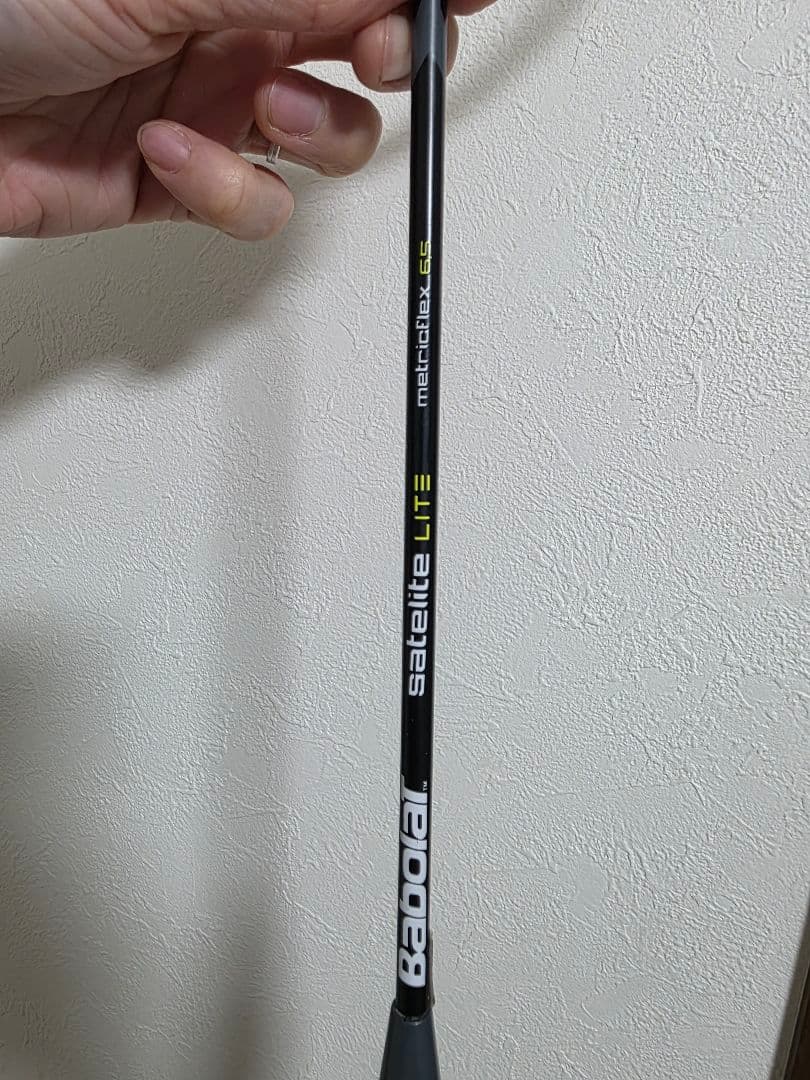 Babolat™
satelite LITE
metricflex 6,5